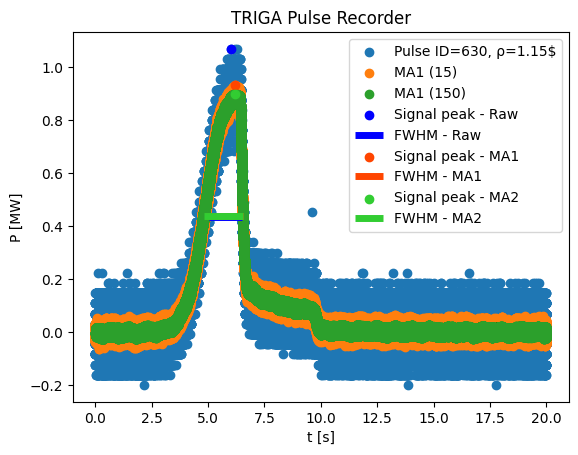 TRIGA Pulse Recorder
Pulse ID=630, ρ=1.15$
MA1 (15)
MA1 (150)
Signal peak - Raw
FWHM - Raw
Signal peak - MA1
FWHM - MA1
Signal peak - MA2
FWHM - MA2
P [MW]
1.0
0.8
0.6
0.4
0.2
0.0
−0.2
0.0 2.5 5.0 7.5 10.0 12.5 15.0 17.5 20.0
t [s]